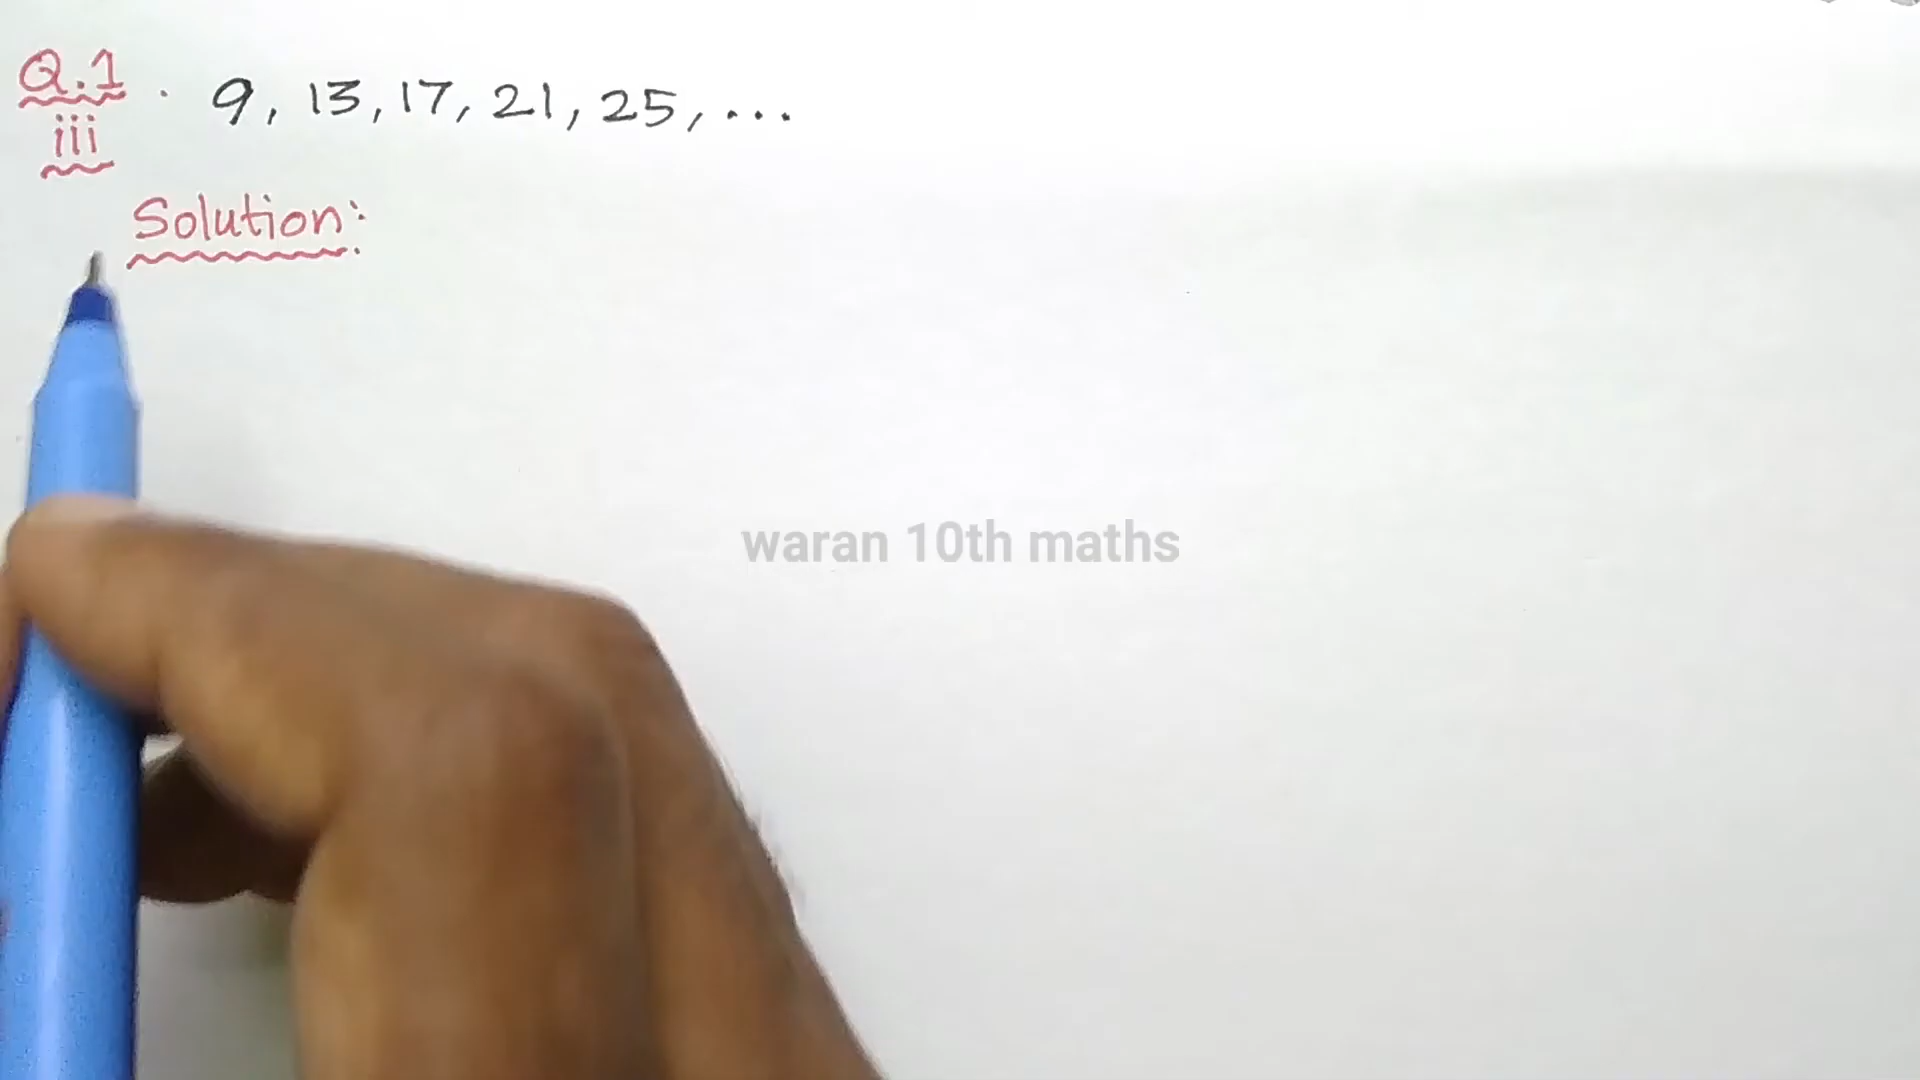 Q.1 . 9, 13, 17, 21, 25, ...
iii
Solution:
waran 10th maths